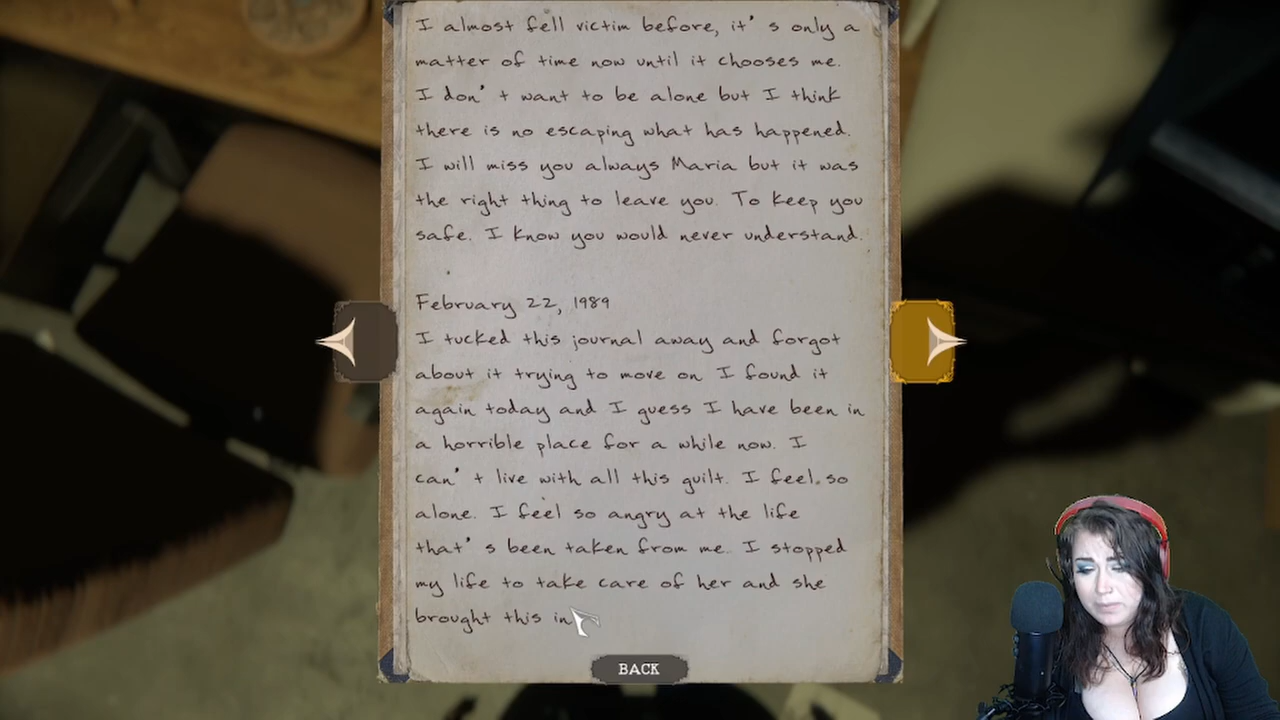 I almost fell victim before, it's only a
matter of time now until it chooses me.
I don't want to be alone but I think
there is no escaping what has happened.
I will miss you always Maria but it was
the right thing to leave you. To keep you
safe. I know you would never understand.
February 22, 1989
I tucked this journal away and forgot
about it trying to move on I found it
again today and I guess I have been in
a horrible place for a while now. I
can't live with all this guilt. I feel so
alone. I feel so angry at the life
that's been taken from me. I stopped
my life to take care of her and she
brought this in
BACK